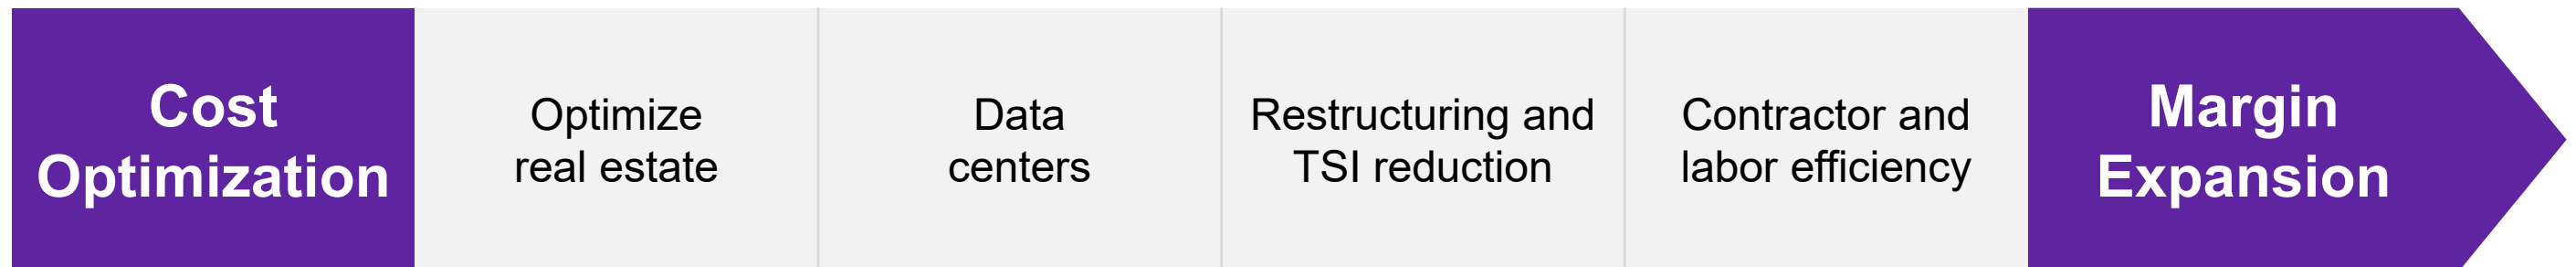 Cost
Optimization
Optimize
real estate
Data
centers
Restructuring and
TSI reduction
Contractor and
labor efficiency
Margin
Expansion